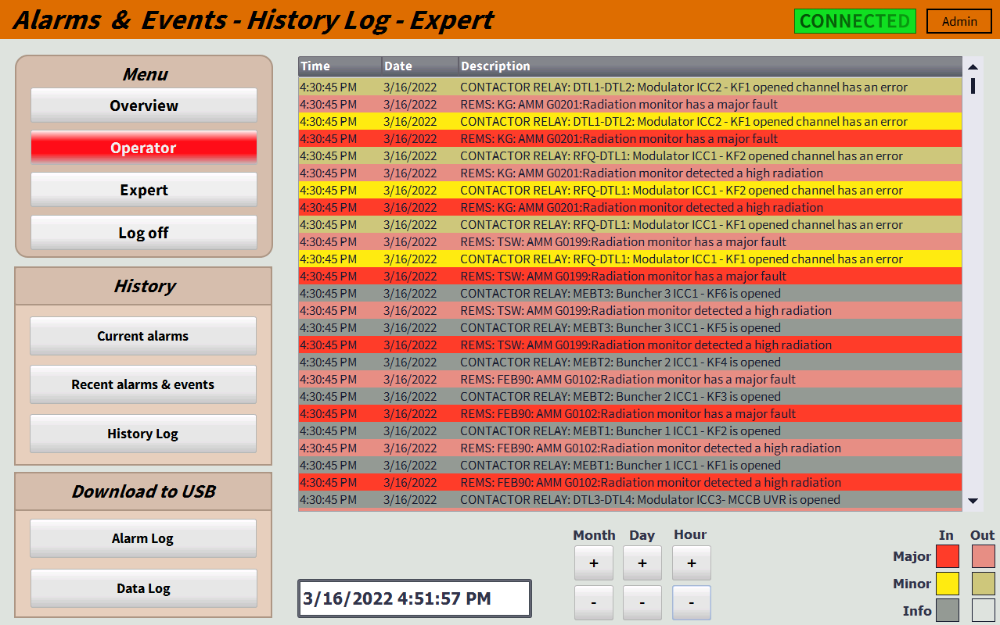 Alarms & Events - History Log - Expert
CONNECTED
Admin
Menu
Overview
Operator
Expert
Log off
History
Current alarms
Recent alarms & events
History Log
Download to USB
Alarm Log
Data Log
Time Date Description
4:30:45 PM 3/16/2022 CONTACTOR RELAY: DTL1-DTL2: Modulator ICC2 - KF1 opened channel has an error
4:30:45 PM 3/16/2022 REMS: KG: AMM G0201:Radiation monitor has a major fault
4:30:45 PM 3/16/2022 CONTACTOR RELAY: DTL1-DTL2: Modulator ICC2 - KF1 opened channel has an error
4:30:45 PM 3/16/2022 REMS: KG: AMM G0201:Radiation monitor has a major fault
4:30:45 PM 3/16/2022 CONTACTOR RELAY: RFQ-DTL1: Modulator ICC1 - KF2 opened channel has an error
4:30:45 PM 3/16/2022 REMS: KG: AMM G0201:Radiation monitor detected a high radiation
4:30:45 PM 3/16/2022 CONTACTOR RELAY: RFQ-DTL1: Modulator ICC1 - KF2 opened channel has an error
4:30:45 PM 3/16/2022 REMS: KG: AMM G0201:Radiation monitor detected a high radiation
4:30:45 PM 3/16/2022 CONTACTOR RELAY: RFQ-DTL1: Modulator ICC1 - KF1 opened channel has an error
4:30:45 PM 3/16/2022 REMS: TSW: AMM G0199:Radiation monitor has a major fault
4:30:45 PM 3/16/2022 CONTACTOR RELAY: RFQ-DTL1: Modulator ICC1 - KF1 opened channel has an error
4:30:45 PM 3/16/2022 REMS: TSW: AMM G0199:Radiation monitor has a major fault
4:30:45 PM 3/16/2022 CONTACTOR RELAY: MEBT3: Buncher 3 ICC1 - KF6 is opened
4:30:45 PM 3/16/2022 REMS: TSW: AMM G0199:Radiation monitor detected a high radiation
4:30:45 PM 3/16/2022 CONTACTOR RELAY: MEBT3: Buncher 3 ICC1 - KF5 is opened
4:30:45 PM 3/16/2022 REMS: TSW: AMM G0199:Radiation monitor detected a high radiation
4:30:45 PM 3/16/2022 CONTACTOR RELAY: MEBT2: Buncher 2 ICC1 - KF4 is opened
4:30:45 PM 3/16/2022 REMS: FEB90: AMM G0102:Radiation monitor has a major fault
4:30:45 PM 3/16/2022 CONTACTOR RELAY: MEBT2: Buncher 2 ICC1 - KF3 is opened
4:30:45 PM 3/16/2022 REMS: FEB90: AMM G0102:Radiation monitor has a major fault
4:30:45 PM 3/16/2022 CONTACTOR RELAY: MEBT1: Buncher 1 ICC1 - KF2 is opened
4:30:45 PM 3/16/2022 REMS: FEB90: AMM G0102:Radiation monitor detected a high radiation
4:30:45 PM 3/16/2022 CONTACTOR RELAY: MEBT1: Buncher 1 ICC1 - KF1 is opened
4:30:45 PM 3/16/2022 REMS: FEB90: AMM G0102:Radiation monitor detected a high radiation
4:30:45 PM 3/16/2022 CONTACTOR RELAY: DTL3-DTL4: Modulator ICC3- MCCB UVR is opened
Month Day Hour
+ + +
- - -
3/16/2022 4:51:57 PM
In Out
Major
Minor
Info